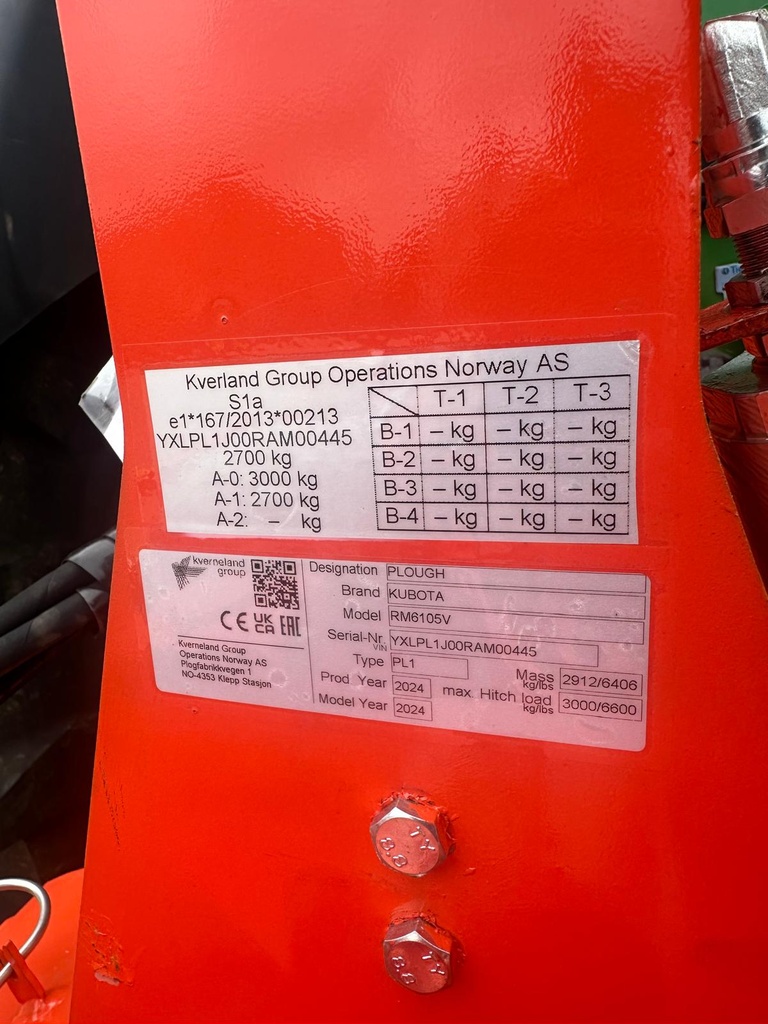 Kverland Group Operations Norway AS
S1a
e1*167/2013*00213
YXLPL1J00RAM00445
2700 kg
A-0: 3000 kg
A-1: 2700 kg
A-2: – kg
T-1 T-2 T-3
B-1 – kg – kg – kg
B-2 – kg – kg – kg
B-3 – kg – kg – kg
B-4 – kg – kg – kg
kverneland
group
CE UK CA EAC
Kverneland Group
Operations Norway AS
Plogfabrikkvegen 1
NO-4353 Klepp Stasjon
Designation PLOUGH
Brand KUBOTA
Model RM6105V
Serial-Nr. YXLPL1J00RAM00445
VIN
Type PL1
Mass 2912/6406
kg/lbs
Prod Year 2024
max. Hitch load 3000/6600
kg/lbs
Model Year 2024
YY
8.8
YY
8.8